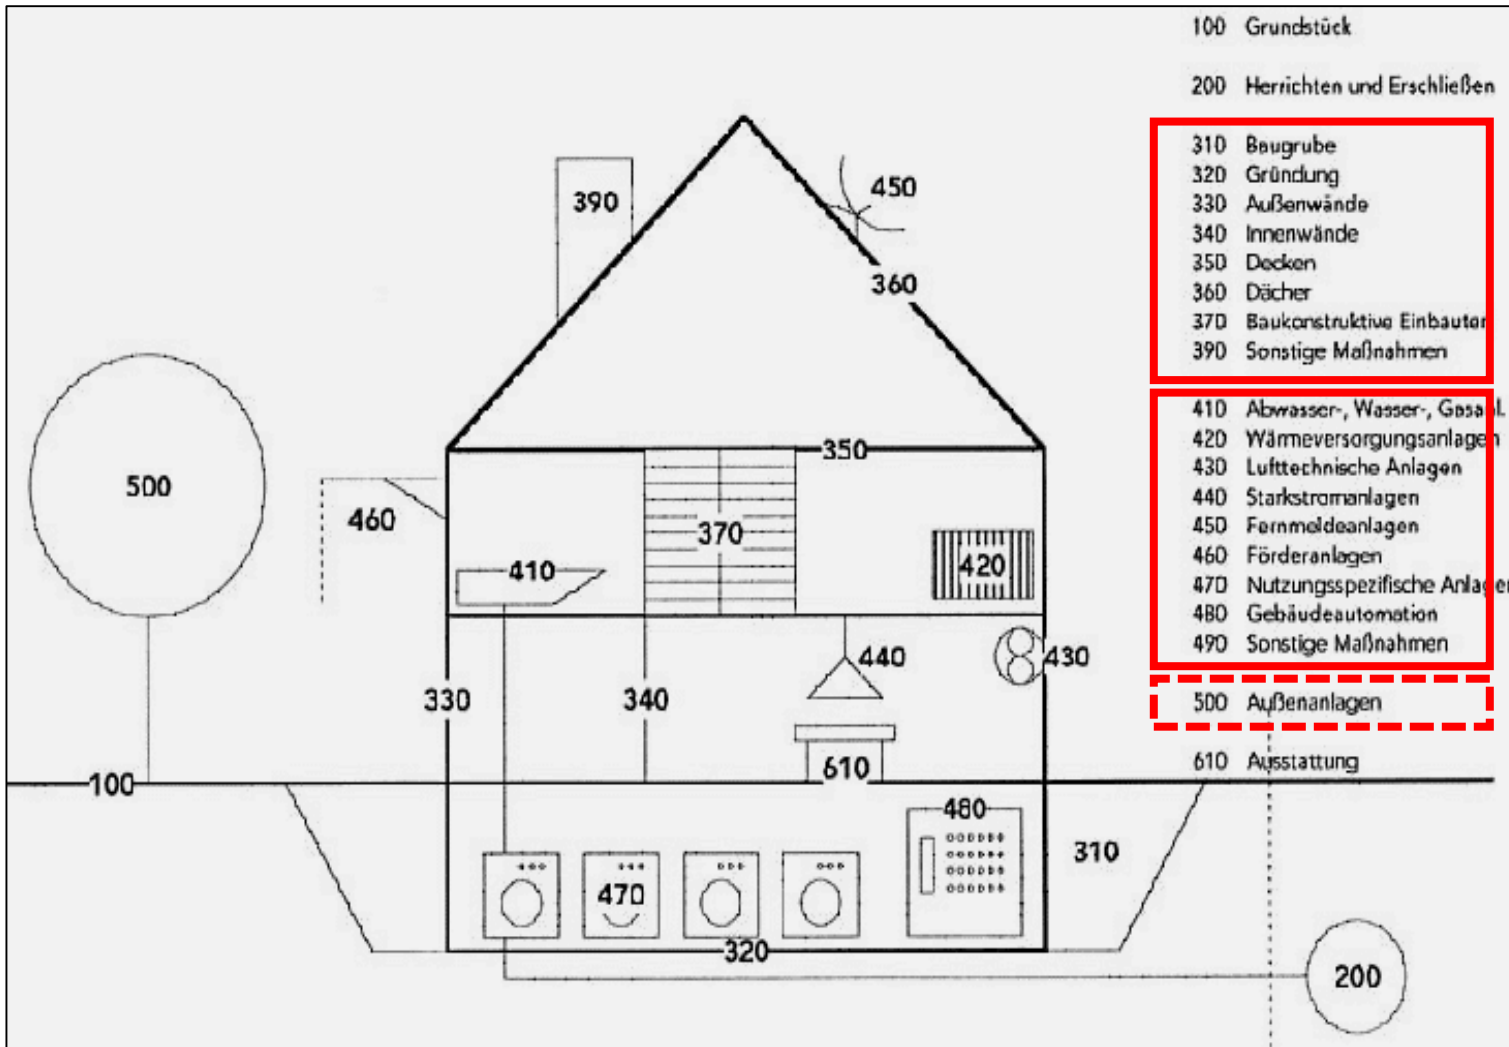 100 Grundstück
200 Herrichten und Erschließen
310 Baugrube
320 Gründung
330 Außenwände
340 Innenwände
350 Decken
360 Dächer
370 Baukonstruktive Einbauten
390 Sonstige Maßnahmen
410 Abwasser-, Wasser-, Gasanl.
420 Wärmeversorgungsanlagen
430 Lufttechnische Anlagen
440 Starkstromanlagen
450 Fernmeldeanlagen
460 Förderanlagen
470 Nutzungsspezifische Anlagen
480 Gebäudeautomation
490 Sonstige Maßnahmen
500 Außenanlagen
610 Ausstattung
390
450
360
350
500
460
370
410
420
440
430
330
340
610
100
480
310
470
320
200